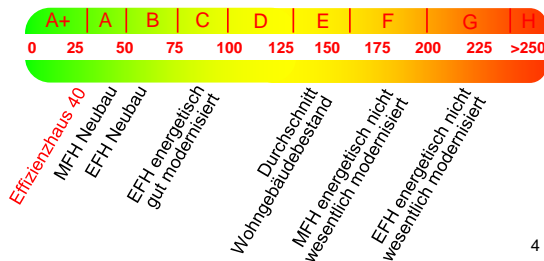 A+ A B C D E F G H
0 25 50 75 100 125 150 175 200 225 >250
Effizienzhaus 40
MFH Neubau
EFH Neubau
EFH energetisch
gut modernisiert
Durchschnitt
Wohngebäudebestand
MFH energetisch nicht
wesentlich modernisiert
EFH energetisch nicht
wesentlich modernisiert
4